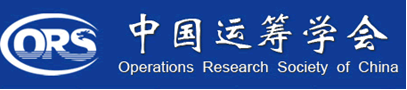 ORS
中国运筹学会
Operations Research Society of China